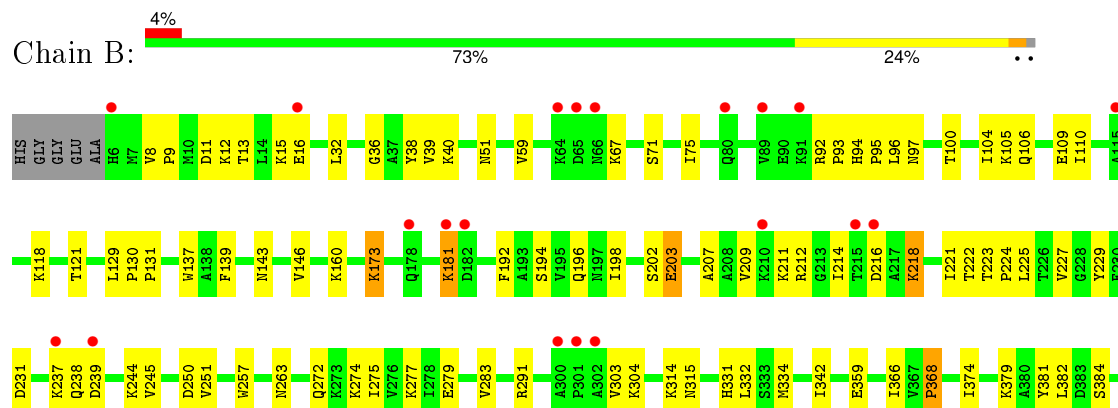 4%
Chain B:
73%
24%
HIS GLY GLY GLU ALA H6 M7 V8 P9 M10 D11 K12 T13 L14 K15 E16 L32 G36 A37 Y38 V39 K40 N51 V59 K64 D65 N66 K67 S71 I75 Q80 V89 E90 K91 R92 P93 H94 P95 L96 N97 T100 I104 K105 Q106 E109 I110 A115
K118 T121 L129 P130 P131 W137 A138 F139 N143 V146 K160 K173 Q178 K181 D182 F192 A193 S194 V195 Q196 N197 I198 S202 E203 A207 A208 V209 K210 K211 R212 G213 I214 T215 D216 A217 K218 I221 T222 T223 P224 L225 T226 V227 G228 Y229
D231 K237 Q238 D239 K244 V245 D250 V251 W257 N263 Q272 K273 K274 I275 V276 K277 I278 E279 V283 R291 A300 P301 A302 V303 K304 K314 N315 H331 L332 S333 M334 I342 E359 I366 V367 P368 I374 K379 A380 Y381 L382 D383 S384